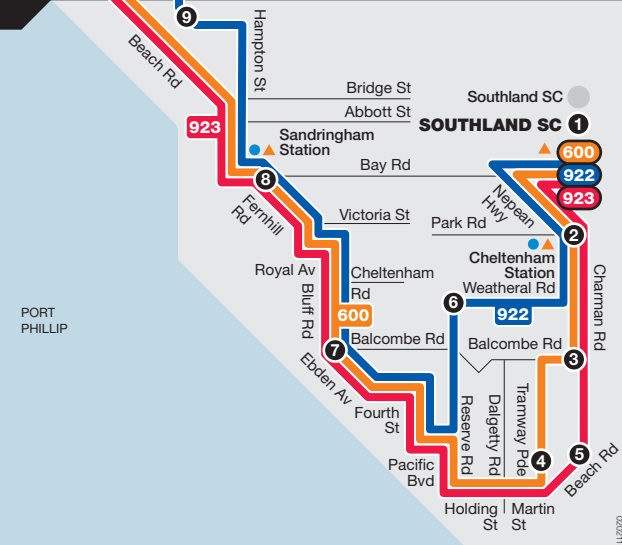 9
Hampton St
Beach Rd
Bridge St
Abbott St
Southland SC
SOUTHLAND SC 1
923
Sandringham
Station
600
922
923
Bay Rd
8
Nepean
Hwy
Fernhill
Rd
Victoria St
Park Rd
2
Cheltenham
Station
Royal Av
Cheltenham
Rd
Weatheral Rd
6
922
Charman Rd
PORT
PHILLIP
Bluff Rd
600
Balcombe Rd
Balcombe Rd
7
3
Ebden Av
Fourth
St
Reserve Rd
Dalgetty Rd
Tramway Pde
4
5
Beach Rd
Pacific
Bvd
Holding
St
Martin
St
020211